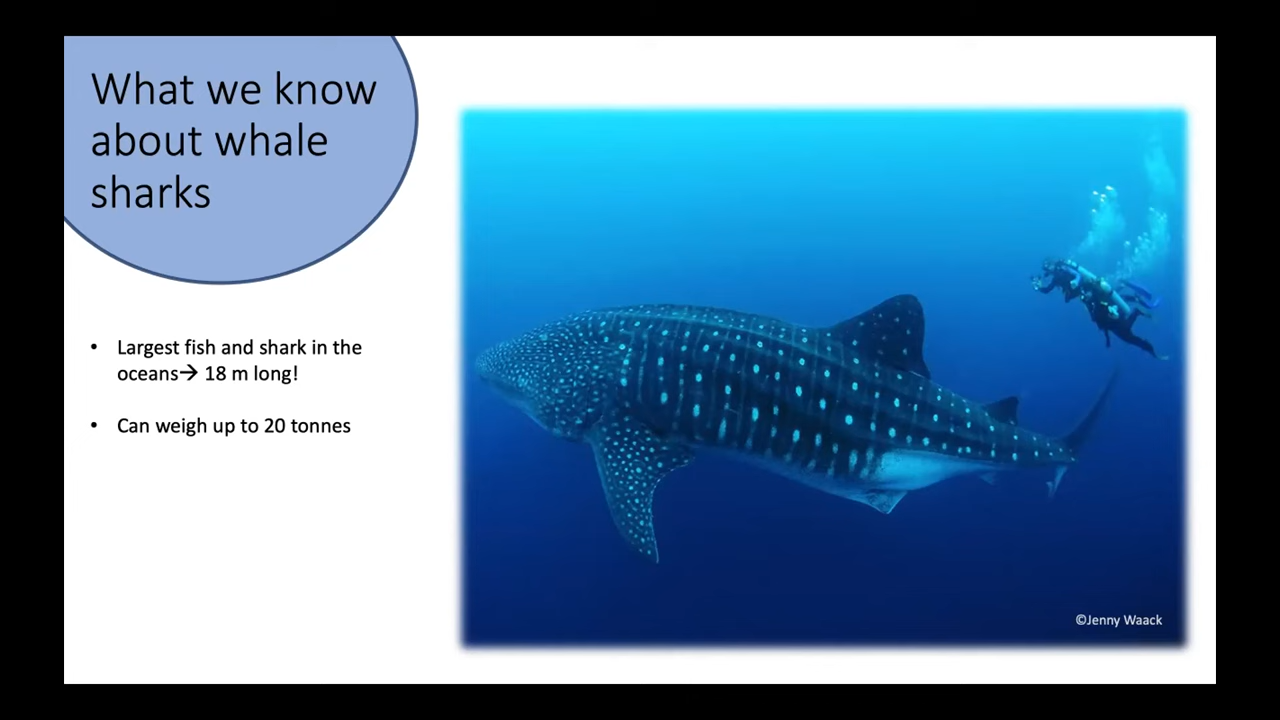 What we know
about whale
sharks
• Largest fish and shark in the
oceans→ 18 m long!
• Can weigh up to 20 tonnes
©Jenny Waack